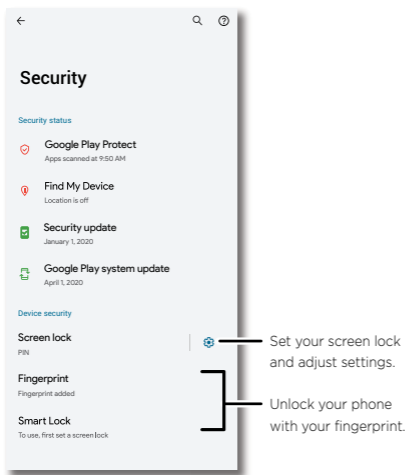 Security
Security status
Google Play Protect
Apps scanned at 9:50 AM
Find My Device
Location is off
Security update
January 1, 2020
Google Play system update
April 1, 2020
Device security
Screen lock
PIN
Fingerprint
Fingerprint added
Smart Lock
To use, first set a screen lock
Set your screen lock
and adjust settings.
Unlock your phone
with your fingerprint.